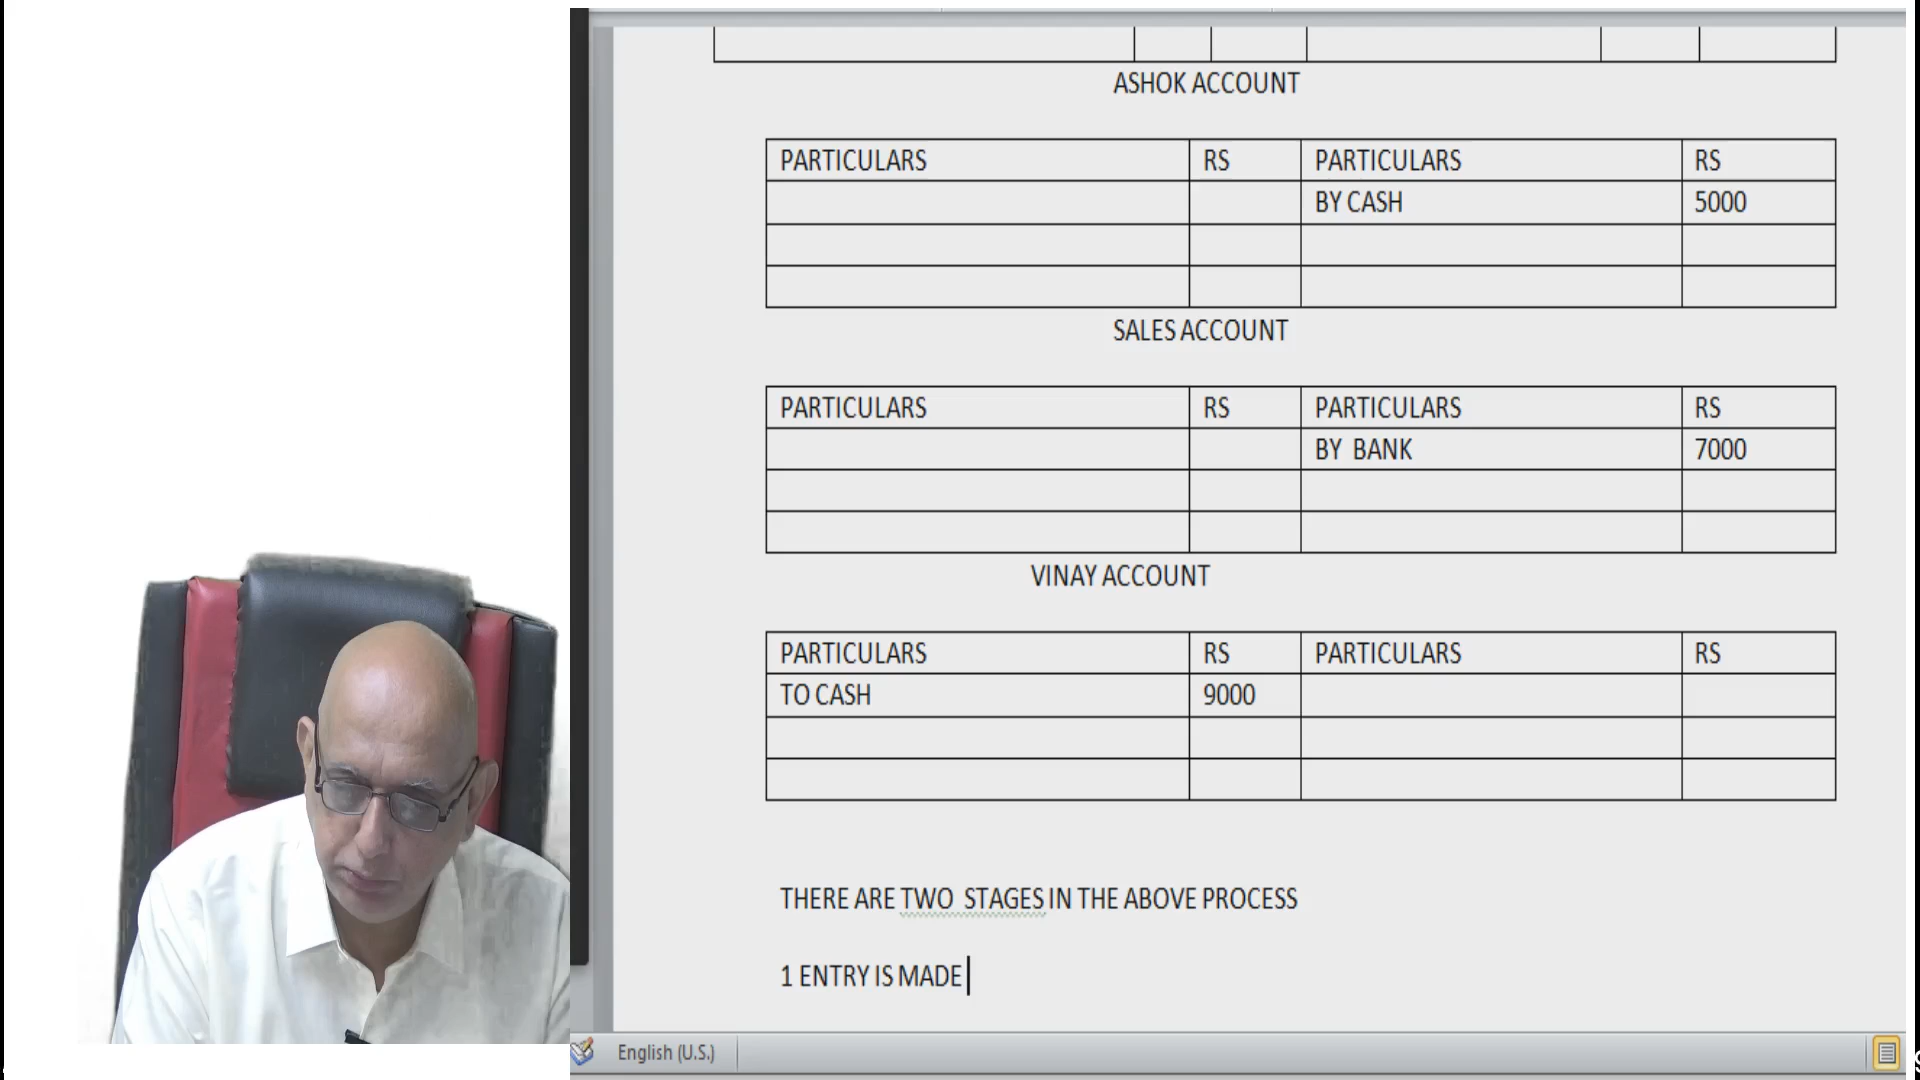 ASHOK ACCOUNT
PARTICULARS RS PARTICULARS RS
BY CASH 5000
SALES ACCOUNT
PARTICULARS RS PARTICULARS RS
BY BANK 7000
VINAY ACCOUNT
PARTICULARS RS PARTICULARS RS
TO CASH 9000
THERE ARE TWO STAGES IN THE ABOVE PROCESS
1 ENTRY IS MADE
English (U.S.)